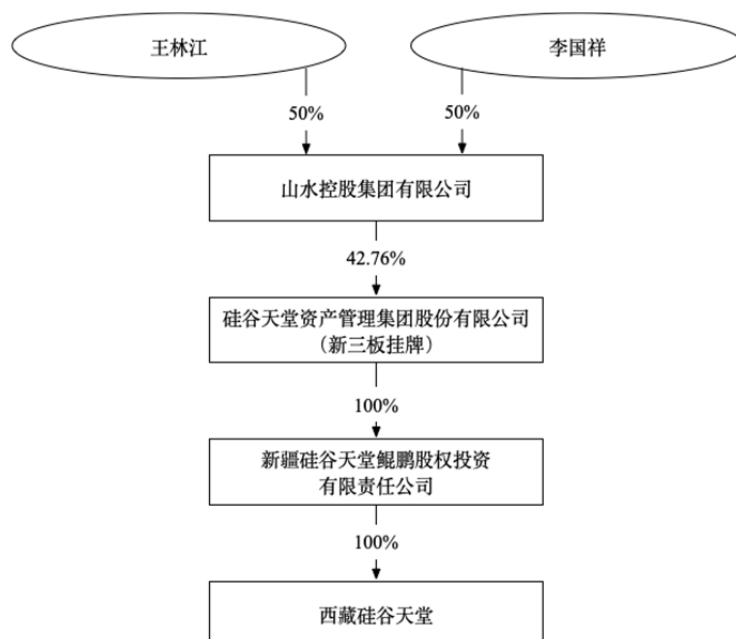 王林江
李国祥
50%
50%
山水控股集团有限公司
42.76%
硅谷天堂资产管理集团股份有限公司
（新三板挂牌）
100%
新疆硅谷天堂鲲鹏股权投资
有限责任公司
100%
西藏硅谷天堂